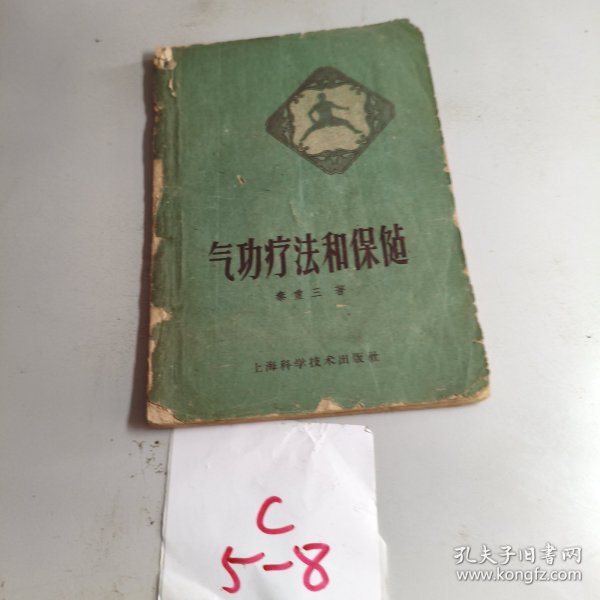 气功疗法和保健
秦重三 著
上海科学技术出版社
C
5-8
孔夫子旧书网
www.kongfz.com